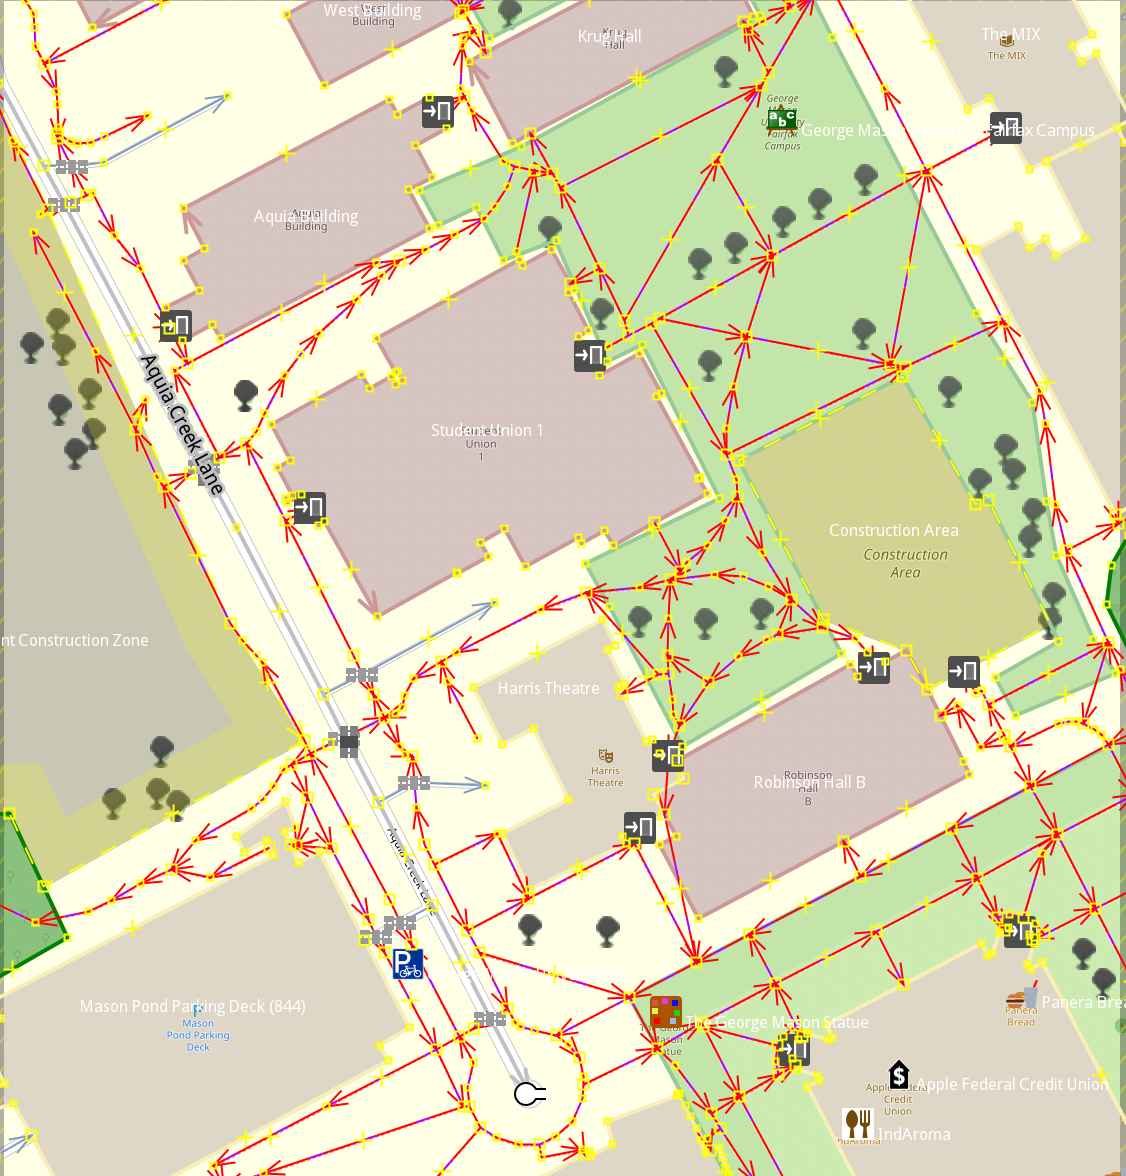 West Building
West
Building
Krug Hall
Krug
Hall
The MIX
The MIX
George
Mason
University
Fairfax
Campus
George Mason University Fairfax Campus
Aquia Building
Aquia
Building
Aquia Creek Lane
Student Union 1
Student
Union
1
Construction Area
Construction
Area
nt Construction Zone
Harris Theatre
Harris
Theatre
Robinson Hall B
Robinson
Hall
B
Aquia Creek Lane
Mason Pond Parking Deck (844)
Mason
Pond Parking
Deck
The George Mason Statue
The George
Mason
Statue
Panera Brea
Panera
Bread
Apple Federal Credit Union
Apple Federal
Credit
Union
IndAroma
IndAroma